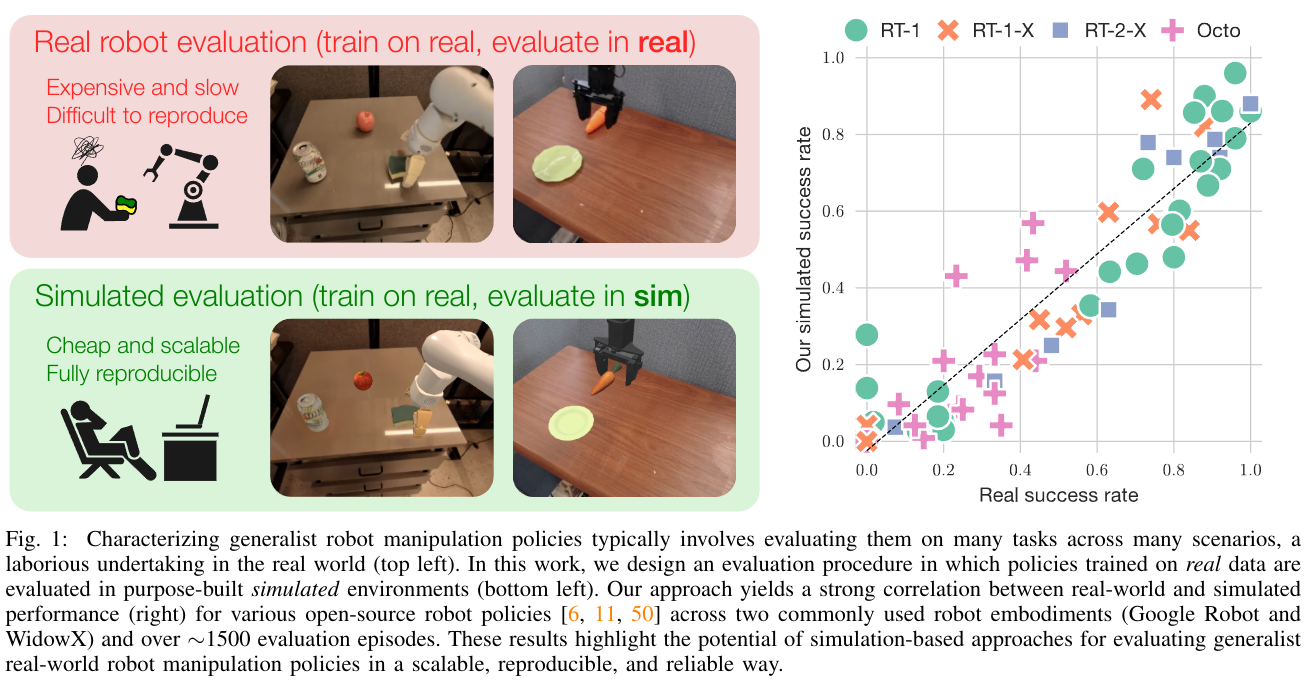 Real robot evaluation (train on real, evaluate in real)
Expensive and slow
Difficult to reproduce
Simulated evaluation (train on real, evaluate in sim)
Cheap and scalable
Fully reproducible
RT-1 RT-1-X RT-2-X Octo
Our simulated success rate
1.0
0.8
0.6
0.4
0.2
0.0
0.0 0.2 0.4 0.6 0.8 1.0
Real success rate
Fig. 1: Characterizing generalist robot manipulation policies typically involves evaluating them on many tasks across many scenarios, a
laborious undertaking in the real world (top left). In this work, we design an evaluation procedure in which policies trained on real data are
evaluated in purpose-built simulated environments (bottom left). Our approach yields a strong correlation between real-world and simulated
performance (right) for various open-source robot policies [6, 11, 50] across two commonly used robot embodiments (Google Robot and
WidowX) and over ∼1500 evaluation episodes. These results highlight the potential of simulation-based approaches for evaluating generalist
real-world robot manipulation policies in a scalable, reproducible, and reliable way.